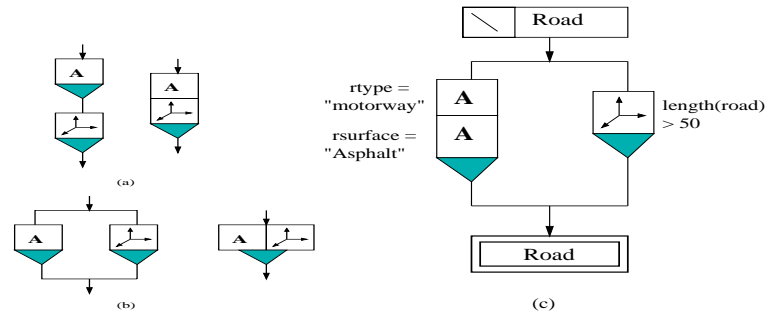 A
A
(a)
A
A
(b)
Road
rtype =
"motorway"
A
rsurface =
"Asphalt"
A
length(road)
> 50
Road
(c)